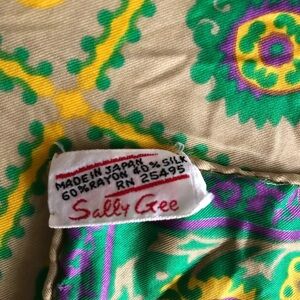 MADE IN JAPAN
60% RAYON 40% SILK
RN 25495
Sally Gee